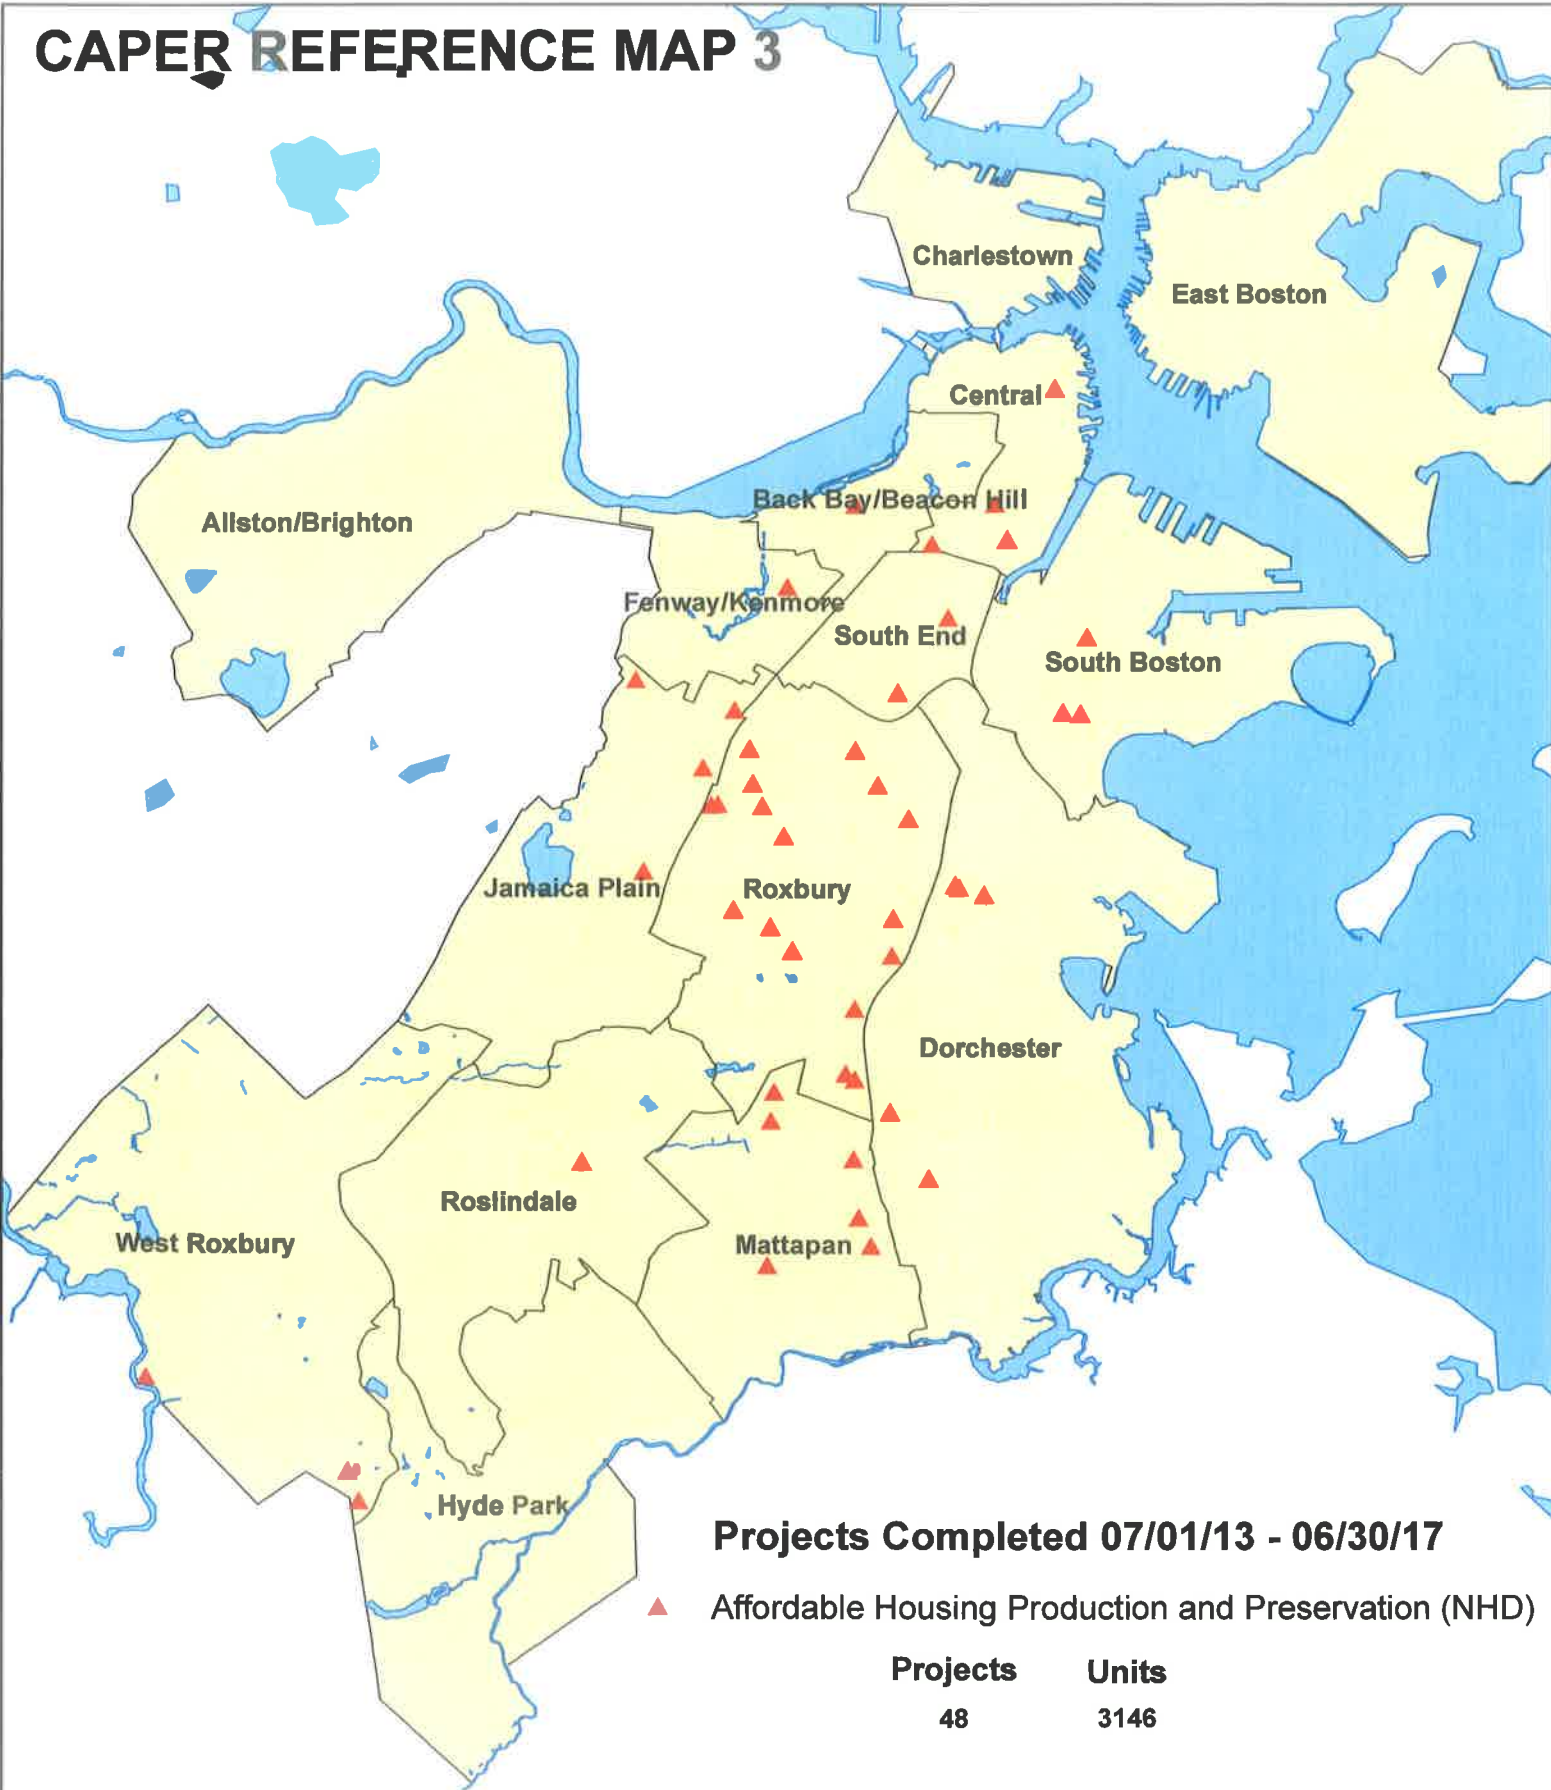 CAPER REFERENCE MAP 3
Charlestown
East Boston
Central
Back Bay/Beacon Hill
Allston/Brighton
Fenway/Kenmore
South End
South Boston
Jamaica Plain
Roxbury
Dorchester
Roslindale
West Roxbury
Mattapan
Hyde Park
Projects Completed 07/01/13 - 06/30/17
Affordable Housing Production and Preservation (NHD)
Projects Units
48 3146